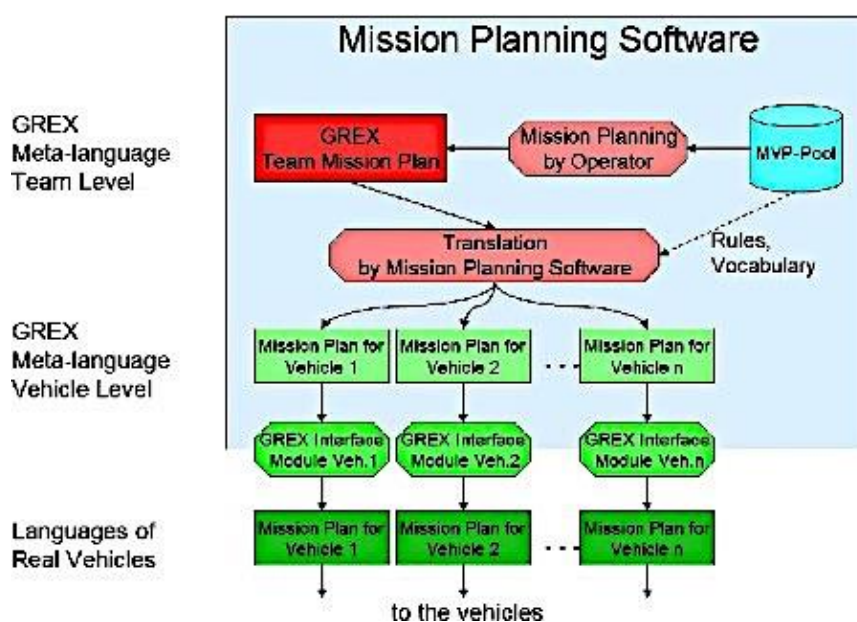 Mission Planning Software
GREX
Meta-language
Team Level
GREX
Team Mission Plan
Mission Planning
by Operator
MVP-Pool
Translation
by Mission Planning Software
Rules,
Vocabulary
GREX
Meta-language
Vehicle Level
Mission Plan for
Vehicle 1
Mission Plan for
Vehicle 2
Mission Plan for
Vehicle n
GREX Interface
Module Veh.1
GREX Interface
Module Veh.2
GREX Interface
Module Veh.n
Languages of
Real Vehicles
Mission Plan for
Vehicle 1
Mission Plan for
Vehicle 2
Mission Plan for
Vehicle n
to the vehicles